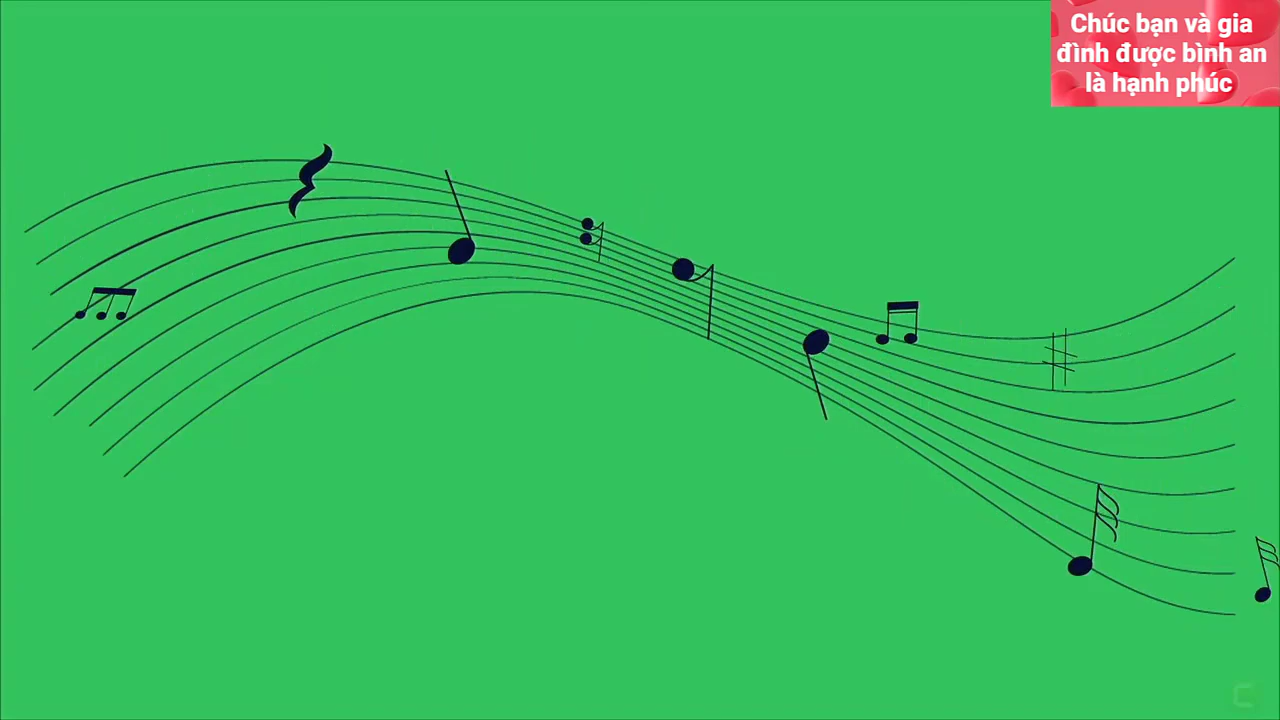 Chúc bạn và gia
đình được bình an
là hạnh phúc